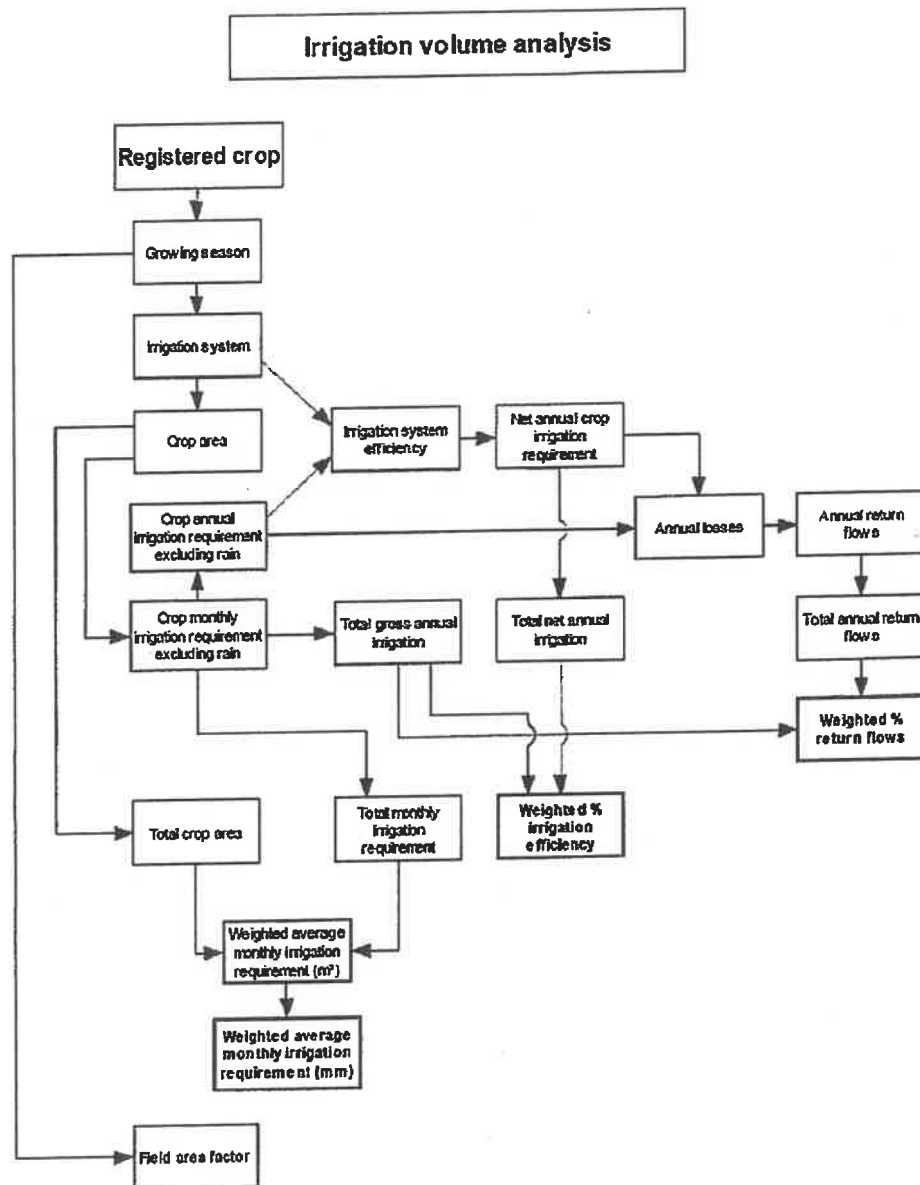 Irrigation volume analysis
Registered crop
Growing season
Irrigation system
Crop area
Irrigation system
efficiency
Net annual crop
irrigation
requirement
Crop annual
irrigation requirement
excluding rain
Annual losses
Annual return
flows
Crop monthly
irrigation requirement
excluding rain
Total gross annual
irrigation
Total net annual
irrigation
Total annual return
flows
Weighted %
return flows
Total crop area
Total monthly
irrigation
requirement
Weighted %
irrigation
efficiency
Weighted average
monthly irrigation
requirement (m³)
Weighted average
monthly irrigation
requirement (mm)
Field area factor